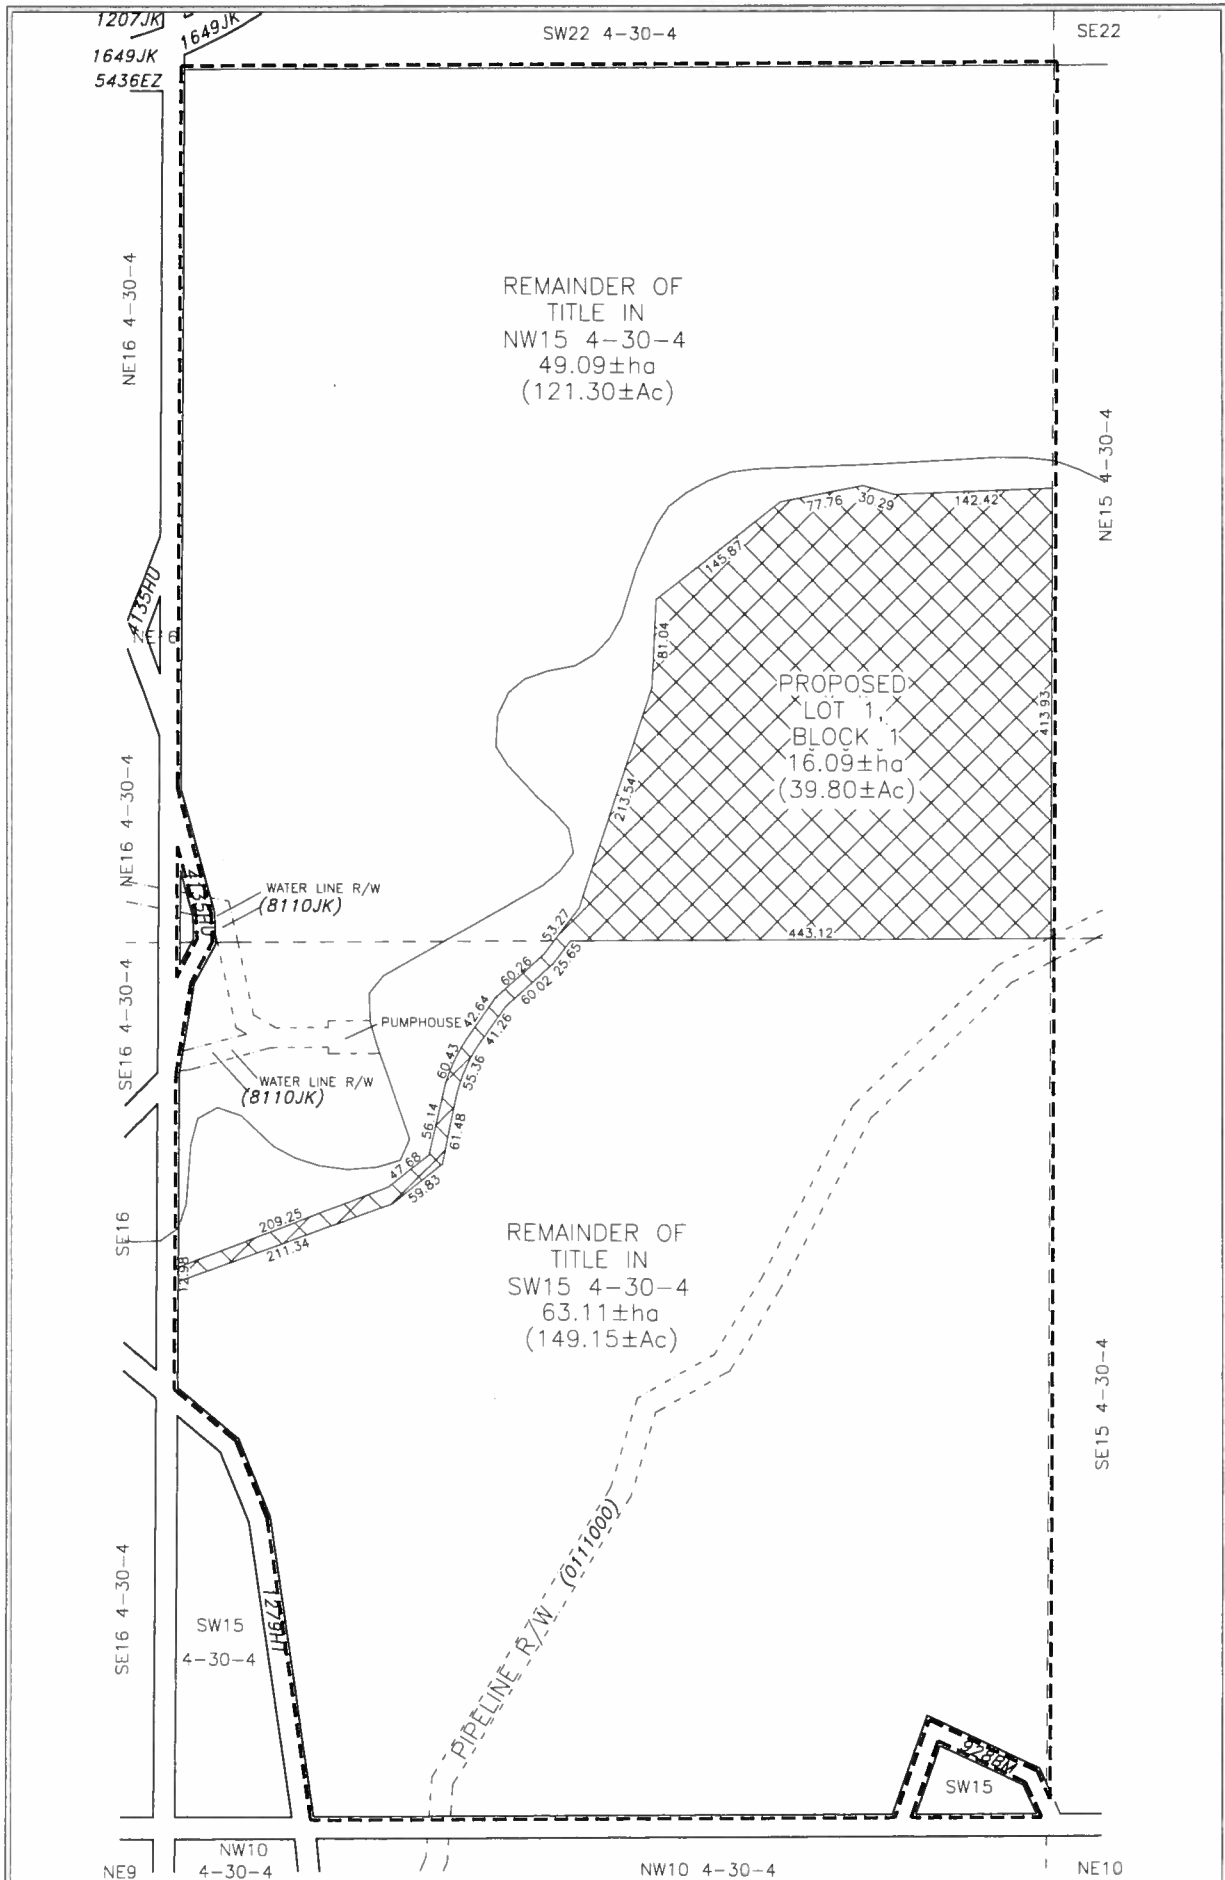 1207JK
1649JK
SW22 4-30-4
SE22
1649JK
5436EZ
NE16 4-30-4
REMAINDER OF
TITLE IN
NW15 4-30-4
49.09±ha
(121.30±Ac)
NE15 4-30-4
77.76
30.29
142.42
145.87
4135HU
NE16
81.04
PROPOSED
LOT 1,
BLOCK 1
16.09±ha
(39.80±Ac)
413.93
213.54
NE16 4-30-4
4135HU
WATER LINE R/W
(8110JK)
53.27
443.12
25.65
60.26
60.02
SE16 4-30-4
42.64
41.26
PUMPHOUSE
60.43
55.36
WATER LINE R/W
(8110JK)
56.14
61.48
47.68
59.83
SE16
209.25
211.34
12.98
REMAINDER OF
TITLE IN
SW15 4-30-4
63.11±ha
(149.15±Ac)
SE15 4-30-4
PIPELINE R/W (0111000)
SE16 4-30-4
SW15
4-30-4
1279HT
928BM
SW15
NE9
NW10
4-30-4
NW10 4-30-4
NE10